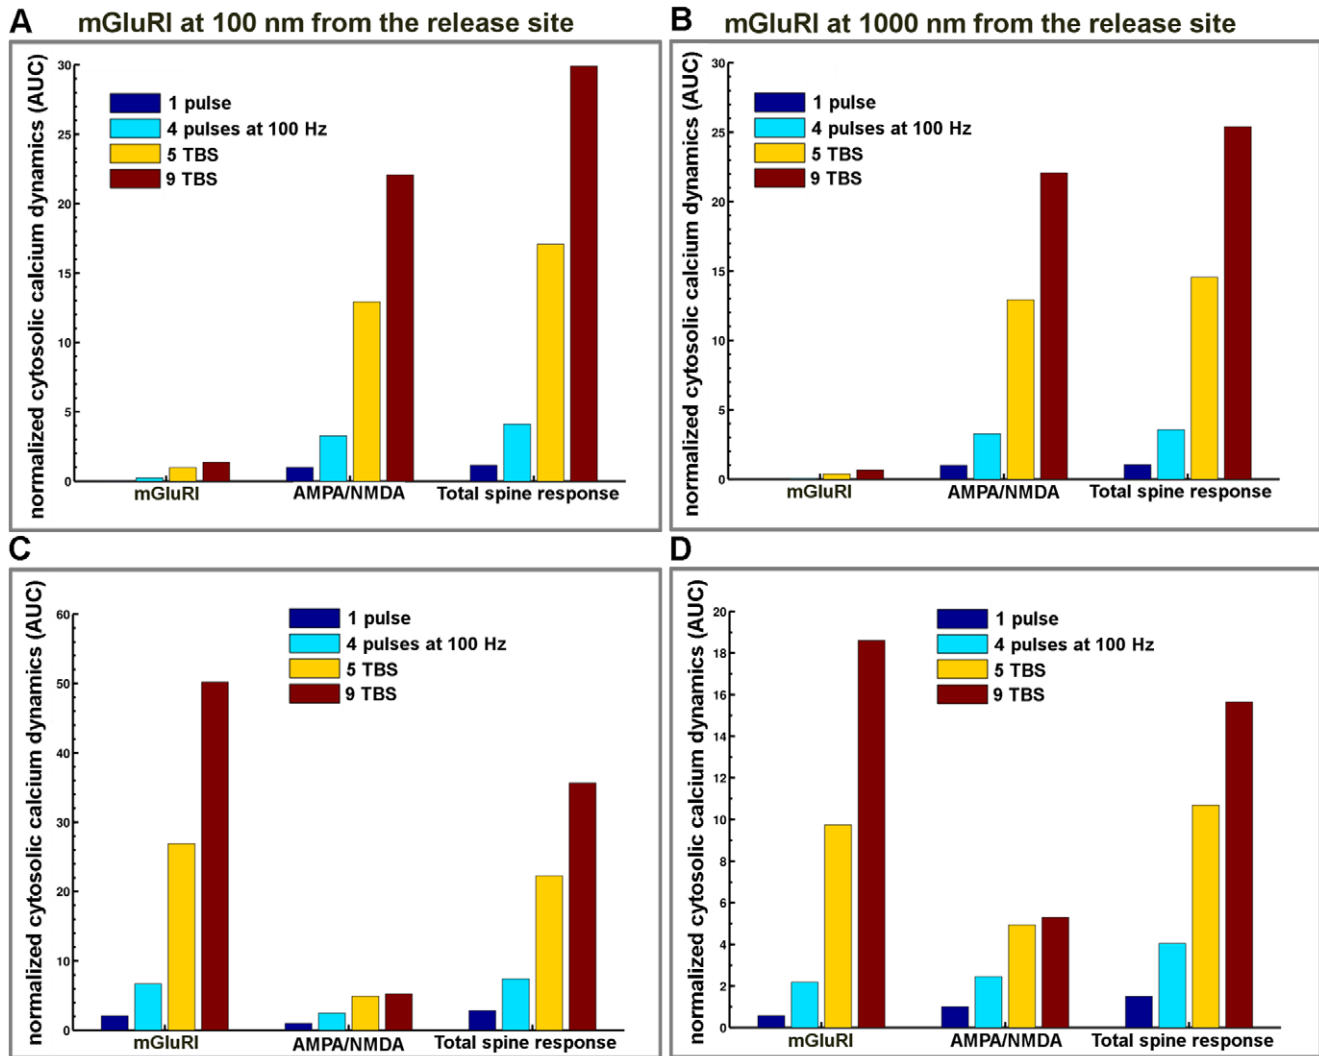 A mGluRI at 100 nm from the release site
normalized cytosolic calcium dynamics (AUC)
30
25
20
15
10
5
0
1 pulse
4 pulses at 100 Hz
5 TBS
9 TBS
mGluRI AMPA/NMDA Total spine response
B mGluRI at 1000 nm from the release site
normalized cytosolic calcium dynamics (AUC)
30
25
20
15
10
5
0
1 pulse
4 pulses at 100 Hz
5 TBS
9 TBS
mGluRI AMPA/NMDA Total spine response
C
normalized cytosolic calcium dynamics (AUC)
60
50
40
30
20
10
0
1 pulse
4 pulses at 100 Hz
5 TBS
9 TBS
mGluRI AMPA/NMDA Total spine response
D
normalized cytosolic calcium dynamics (AUC)
20
18
16
14
12
10
8
6
4
2
0
1 pulse
4 pulses at 100 Hz
5 TBS
9 TBS
mGluRI AMPA/NMDA Total spine response